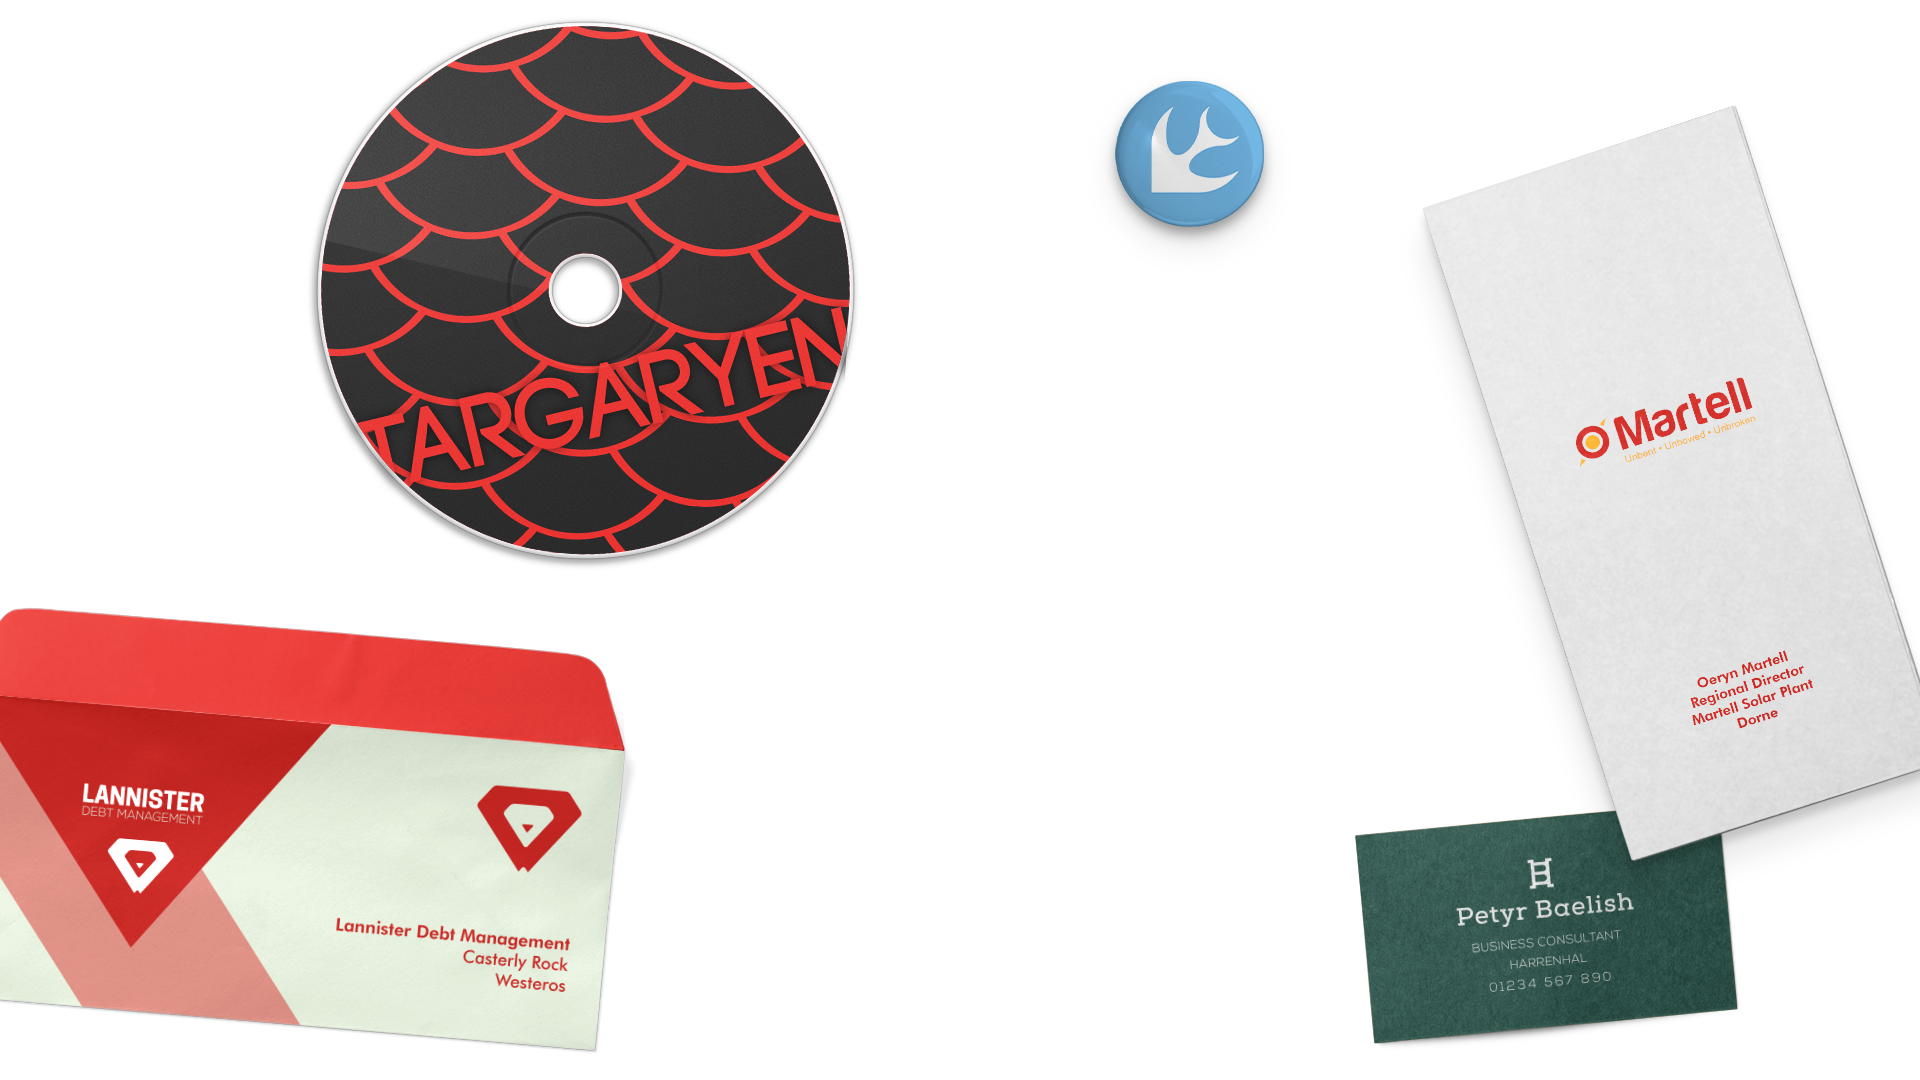 TARGARYEN
Martell
Unbent • Unbowed • Unbroken
Oeryn Martell
Regional Director
Martell Solar Plant
Dorne
LANNISTER
DEBT MANAGEMENT
Lannister Debt Management
Casterly Rock
Westeros
Petyr Baelish
BUSINESS CONSULTANT
HARRENHAL
01234 567 890